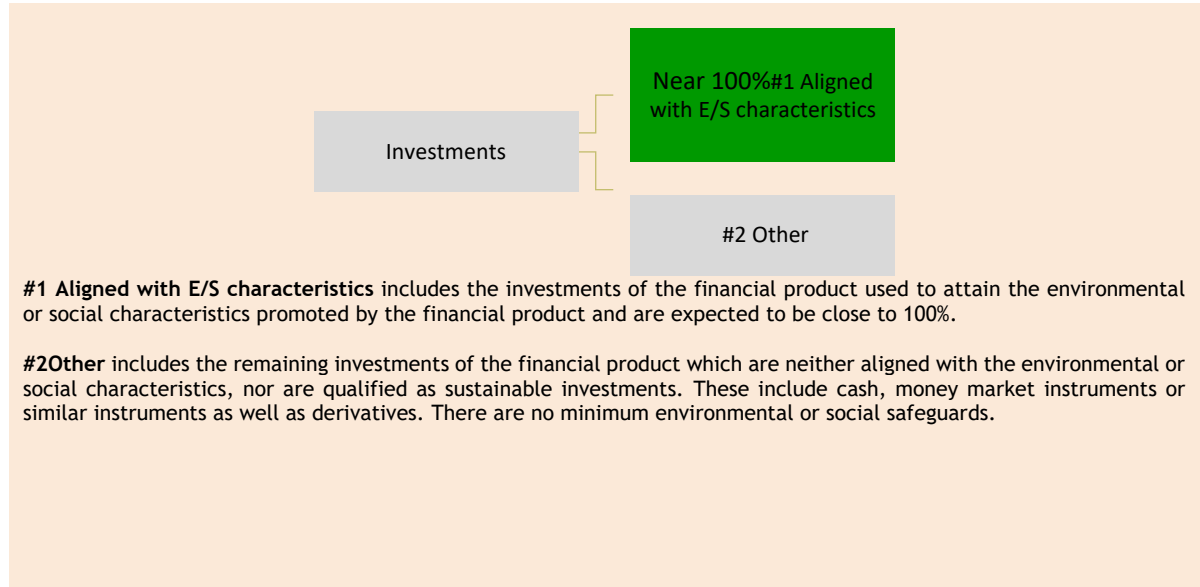 Near 100%#1 Aligned
with E/S characteristics
Investments
#2 Other
#1 Aligned with E/S characteristics includes the investments of the financial product used to attain the environmental
or social characteristics promoted by the financial product and are expected to be close to 100%.
#2Other includes the remaining investments of the financial product which are neither aligned with the environmental or
social characteristics, nor are qualified as sustainable investments. These include cash, money market instruments or
similar instruments as well as derivatives. There are no minimum environmental or social safeguards.